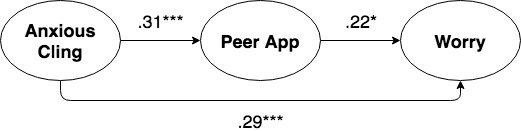 .31***
.22*
Anxious
Cling
Peer App
Worry
.29***